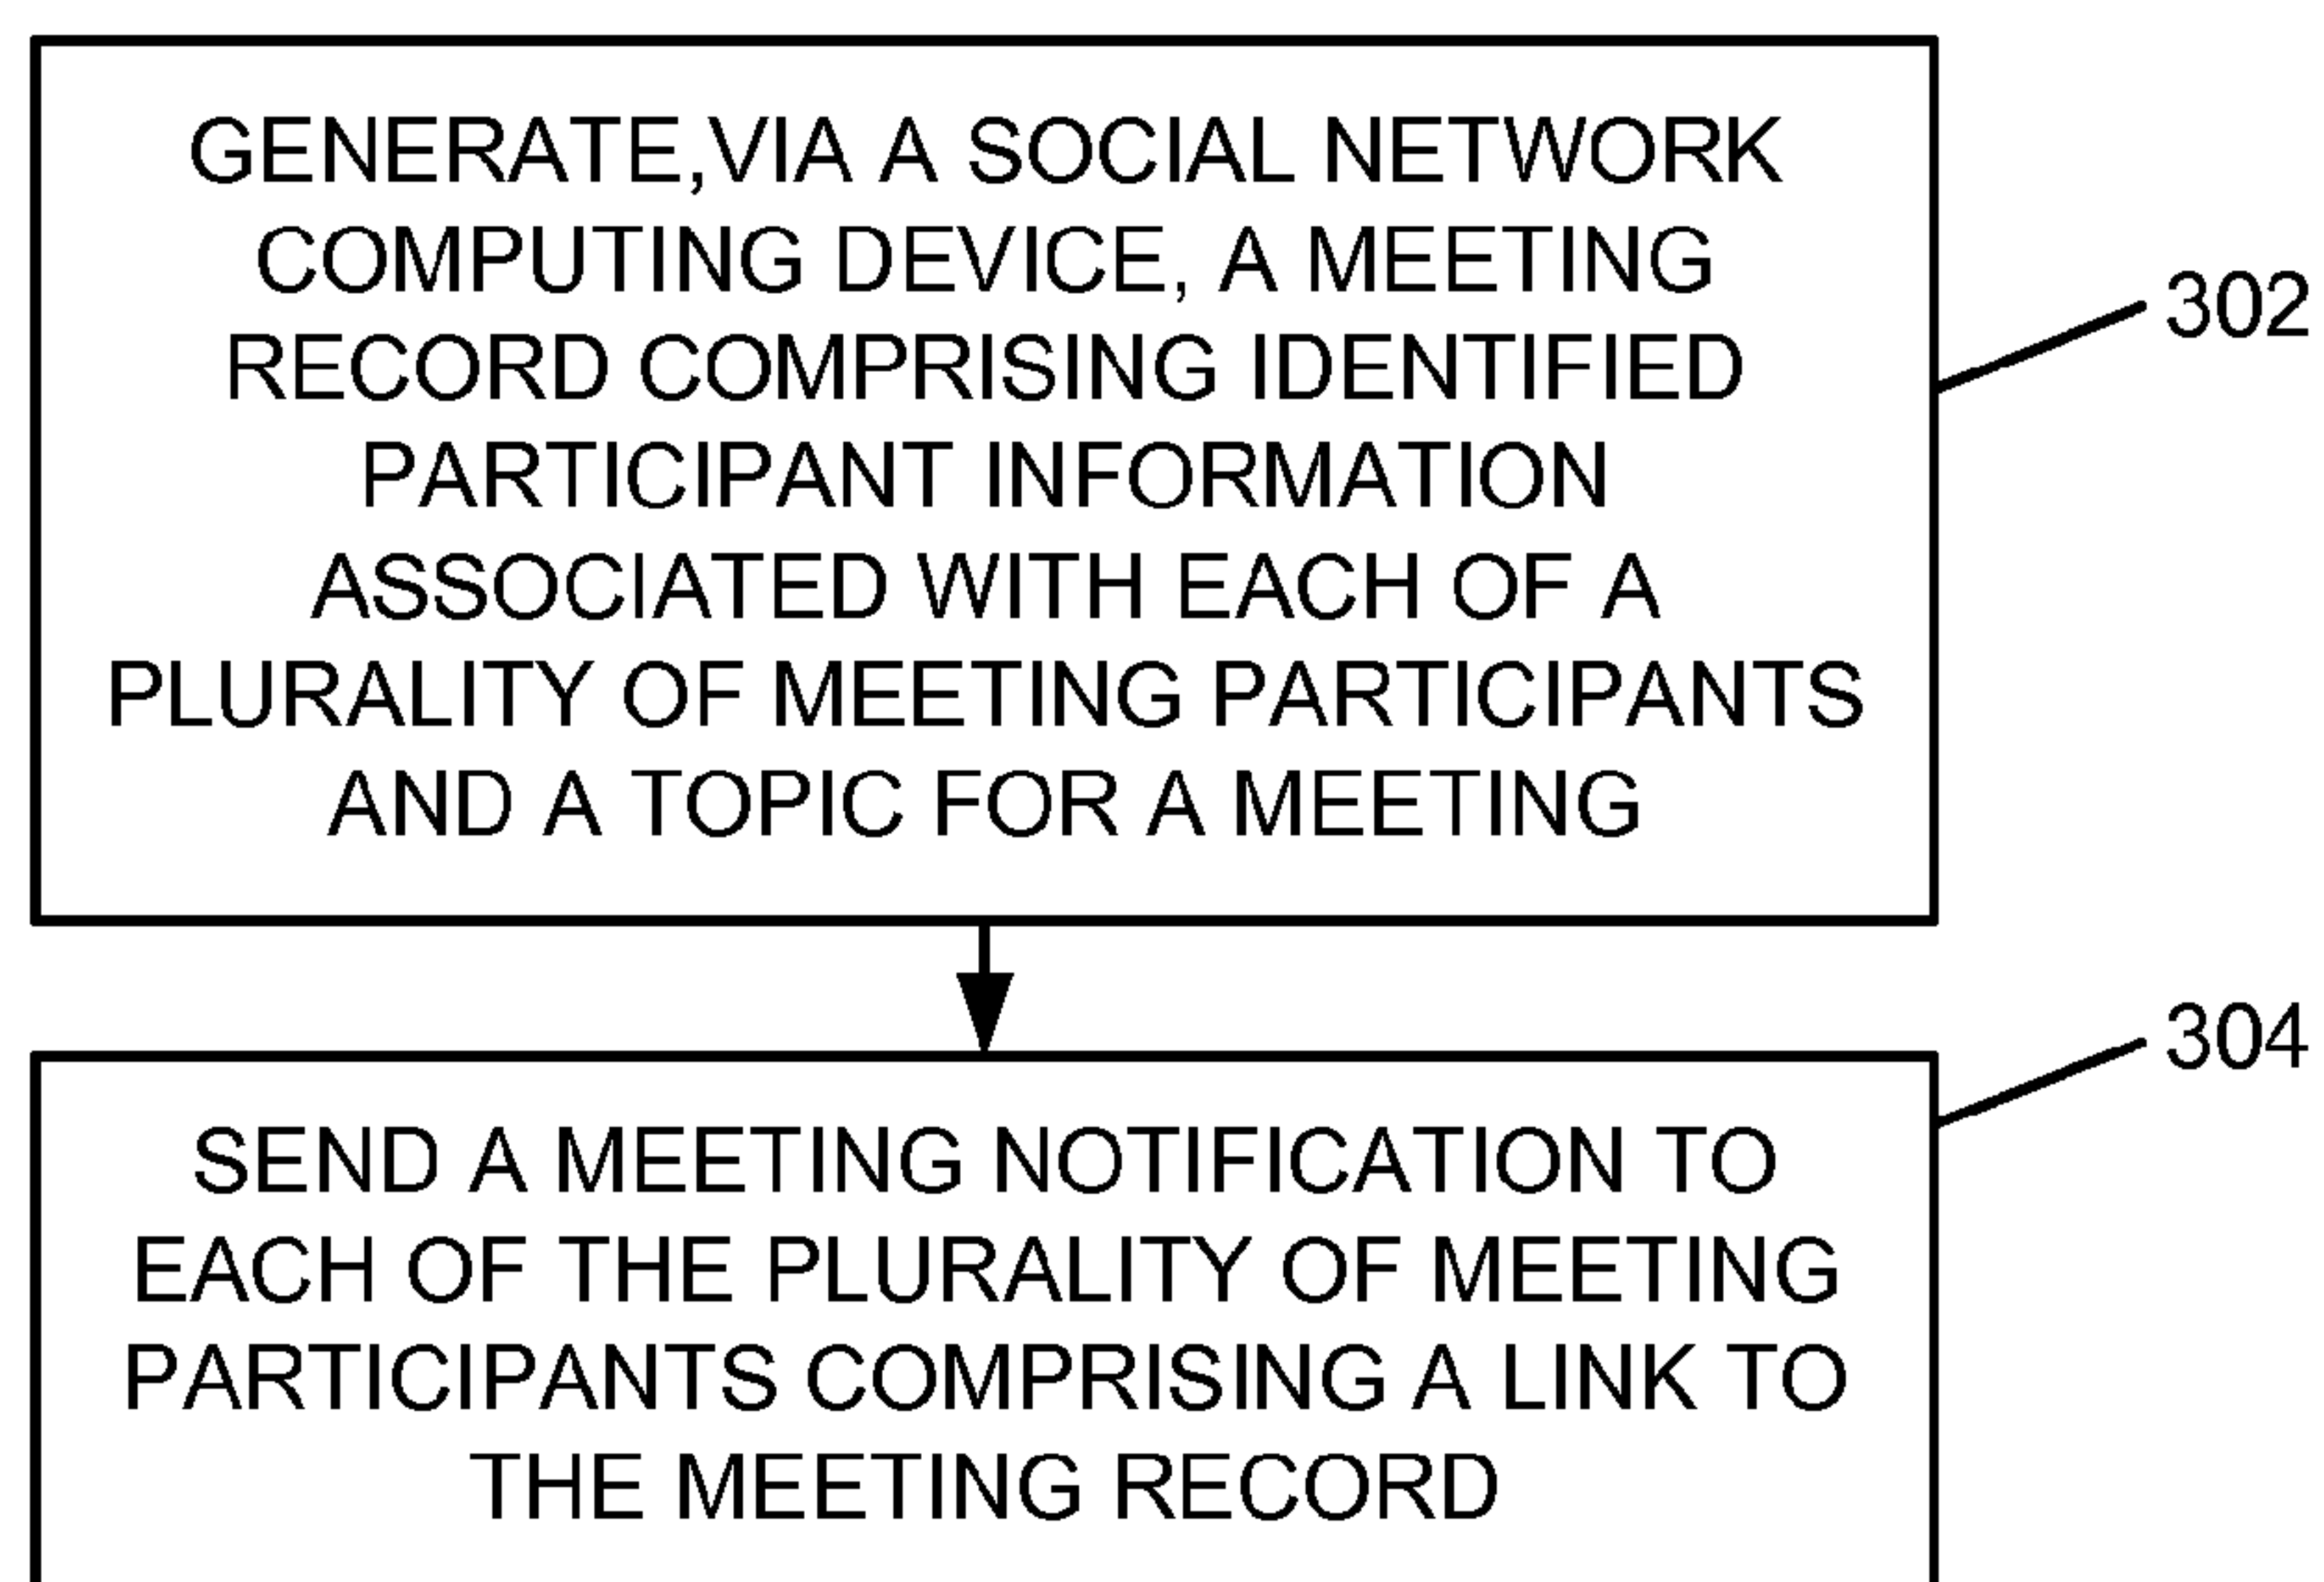 GENERATE,VIA A SOCIAL NETWORK
COMPUTING DEVICE, A MEETING
RECORD COMPRISING IDENTIFIED
PARTICIPANT INFORMATION
ASSOCIATED WITH EACH OF A
PLURALITY OF MEETING PARTICIPANTS
AND A TOPIC FOR A MEETING
302
SEND A MEETING NOTIFICATION TO
EACH OF THE PLURALITY OF MEETING
PARTICIPANTS COMPRISING A LINK TO
THE MEETING RECORD
304